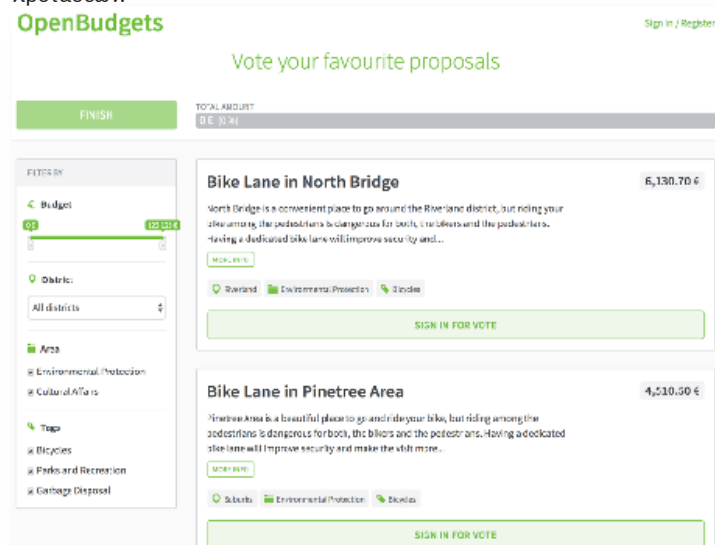 OpenBudgets
Sign in / Register
Vote your favourite proposals
FINISH
TOTAL AMOUNT
0 €
FILTER BY
Budget
0 €
Bike Lane in North Bridge
6,130.70 €
North Bridge is a convenient place to go around the Riverland district, but riding your
bike among the pedestrians is dangerous for both, the bikers and the pedestrians.
Having a dedicated bike lane will improve security and...
MORE INFO
Riverland Environmental Protection Bicycles
SIGN IN FOR VOTE
District
All districts
Area
Environmental Protection
Cultural Affairs
Tags
Bicycles
Parks and Recreation
Garbage Disposal
Bike Lane in Pinetree Area
4,510.50 €
Pinetree Area is a beautiful place to go and ride your bike, but riding among the
pedestrians is dangerous for both, the bikers and the pedestrians. Having a dedicated
bike lane will improve security and make the visit more...
MORE INFO
Suburbs Environmental Protection Bicycles
SIGN IN FOR VOTE